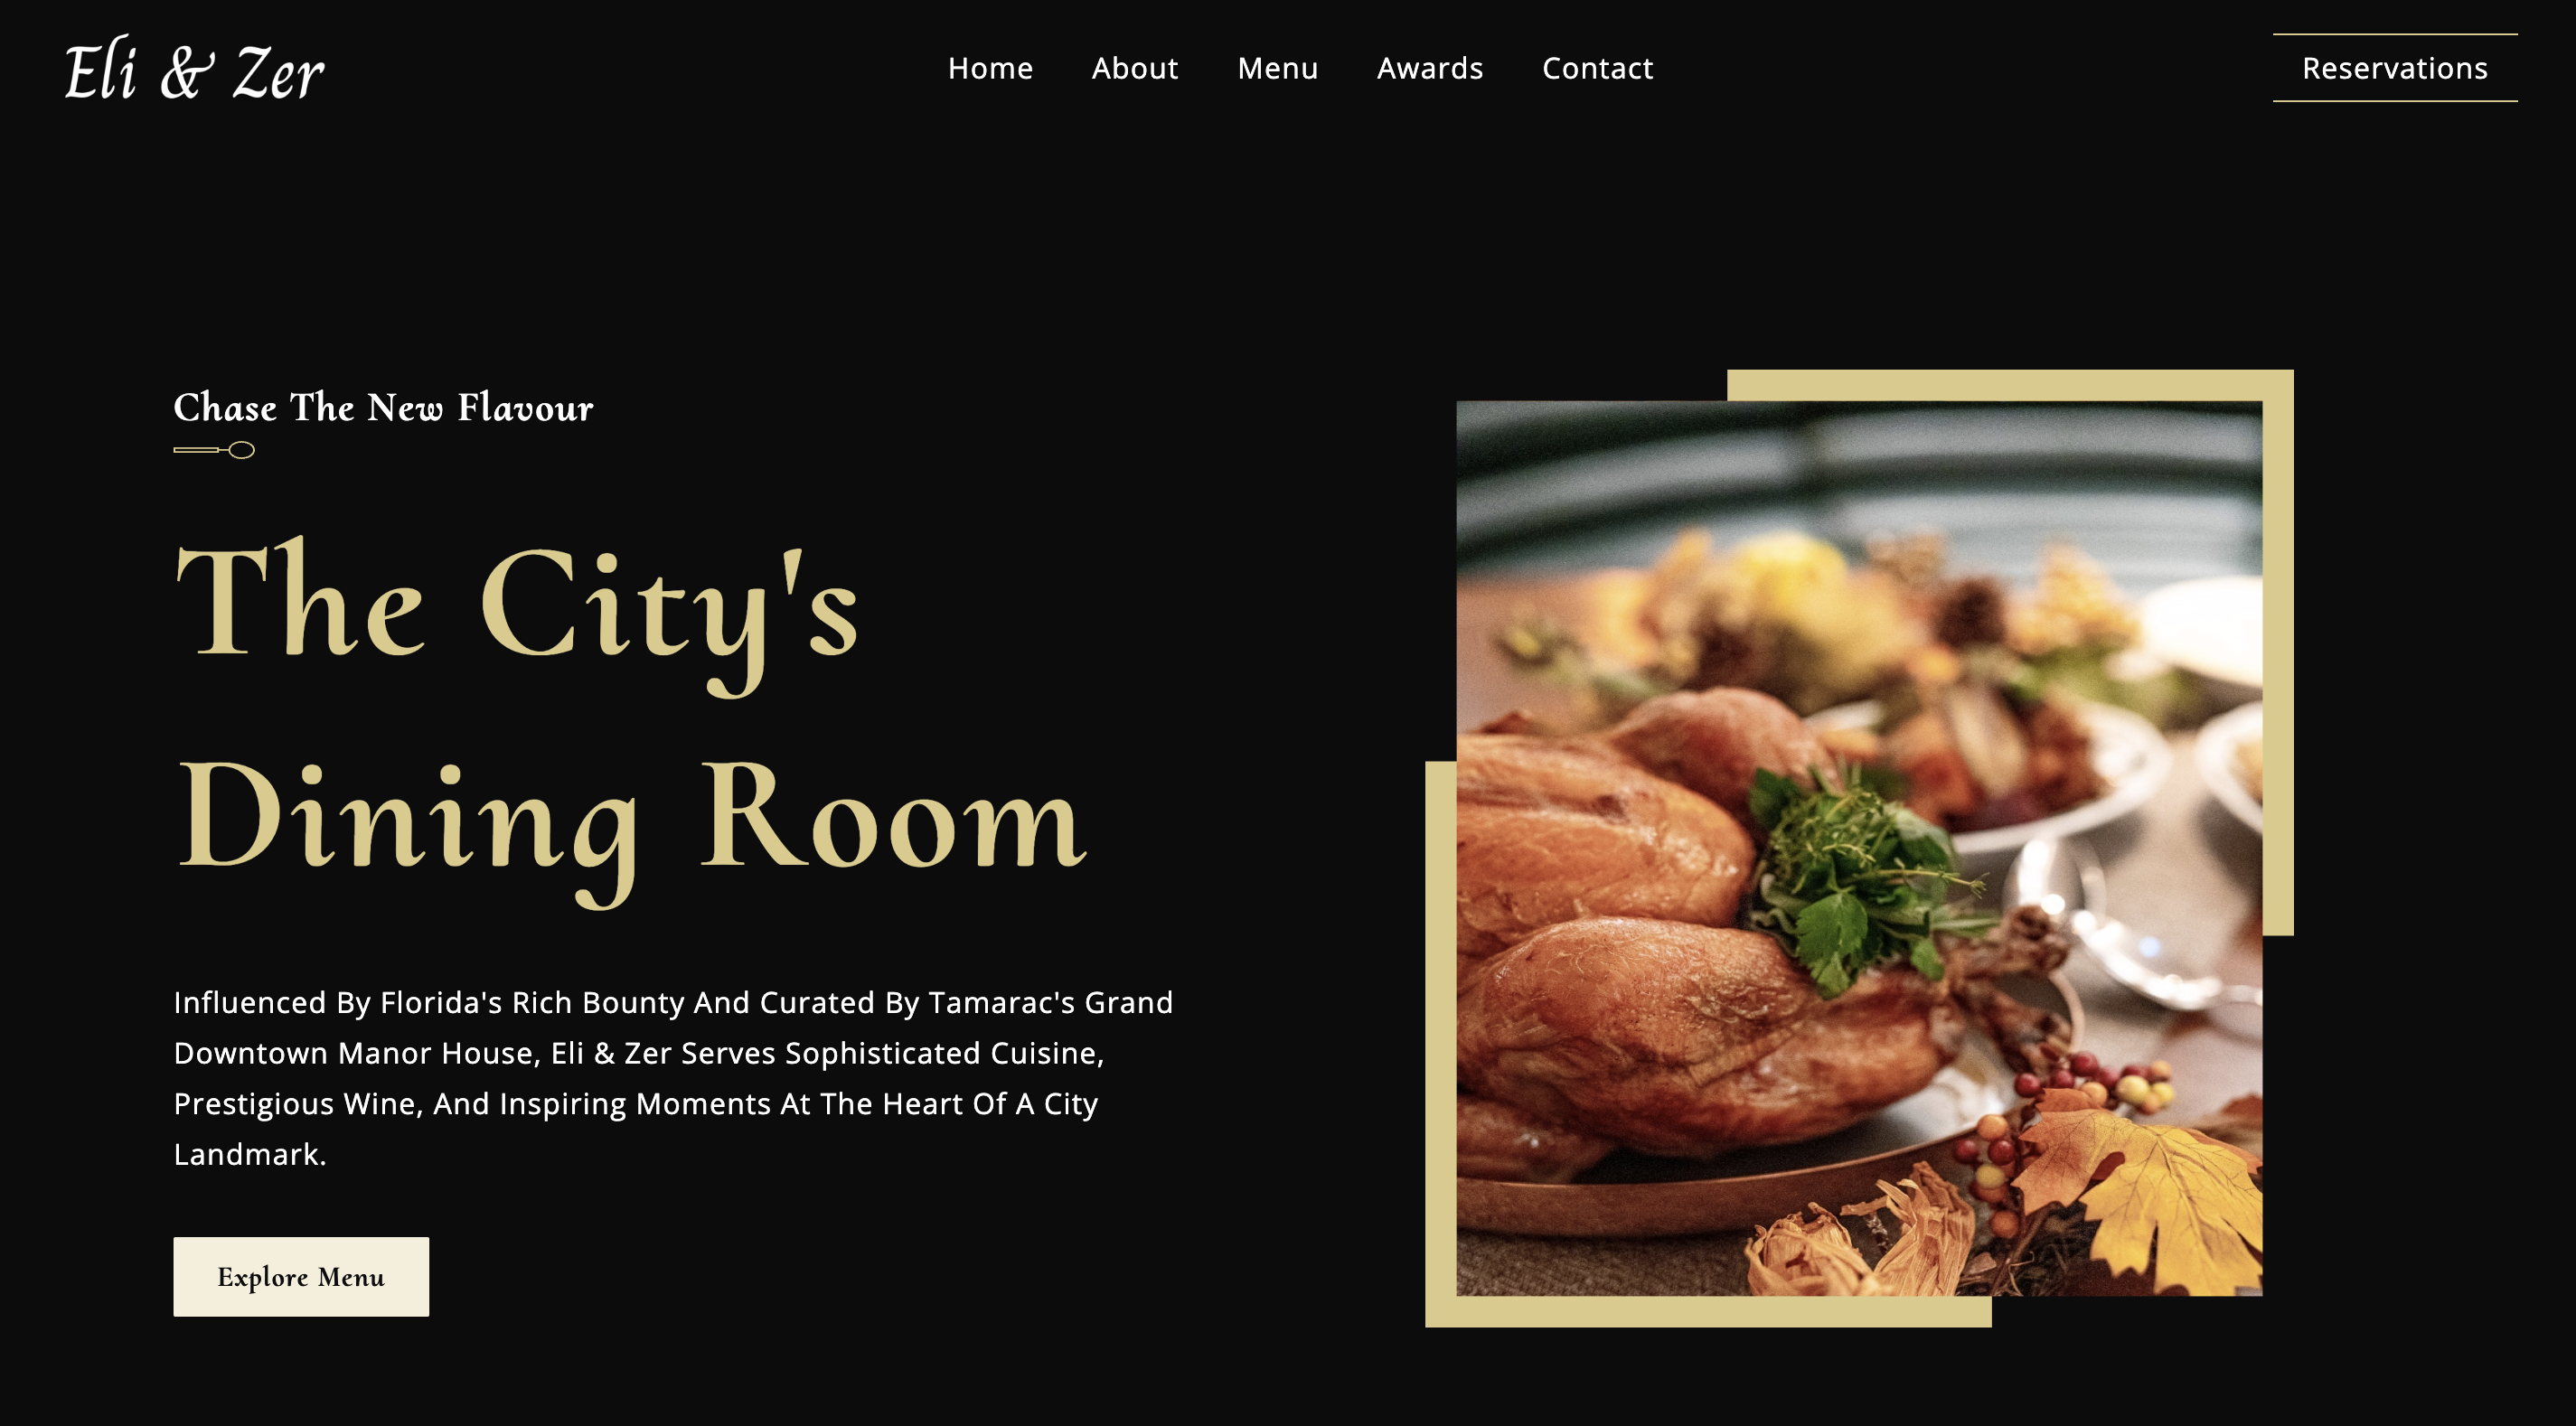 Eli & Zer
Home
About
Menu
Awards
Contact
Reservations
Chase The New Flavour
The City's
Dining Room
Influenced By Florida's Rich Bounty And Curated By Tamarac's Grand
Downtown Manor House, Eli & Zer Serves Sophisticated Cuisine,
Prestigious Wine, And Inspiring Moments At The Heart Of A City
Landmark.
Explore Menu